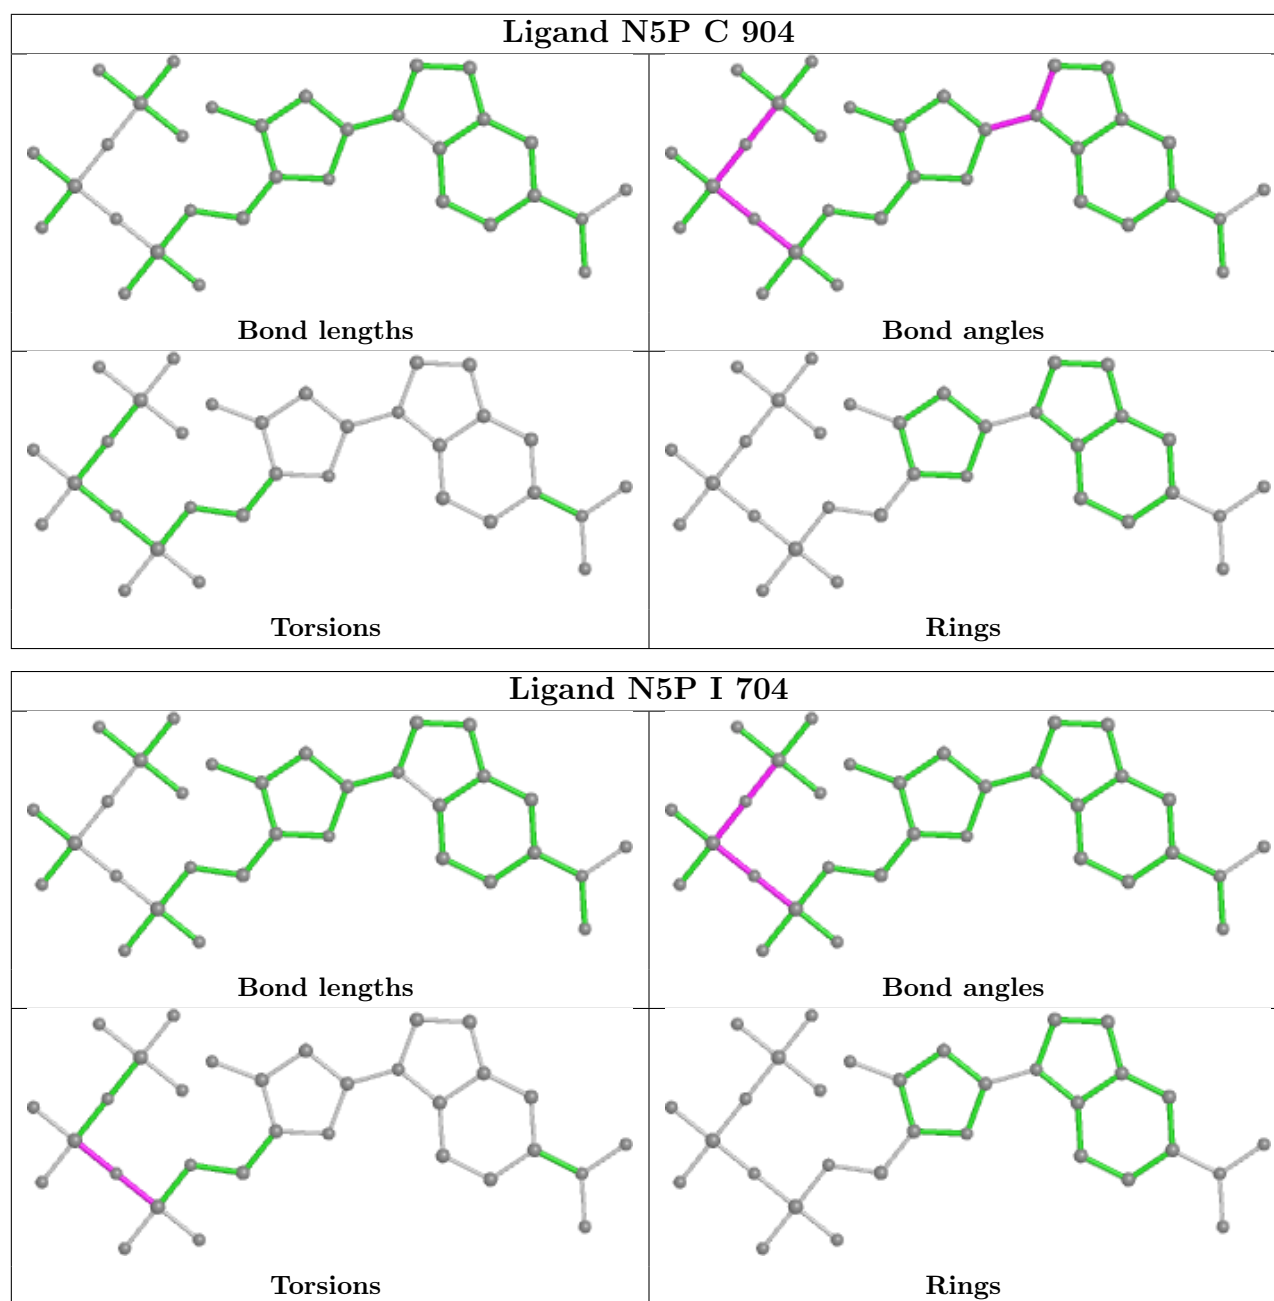 Ligand N5P C 904
Bond lengths
Bond angles
Torsions
Rings
Ligand N5P I 704
Bond lengths
Bond angles
Torsions
Rings